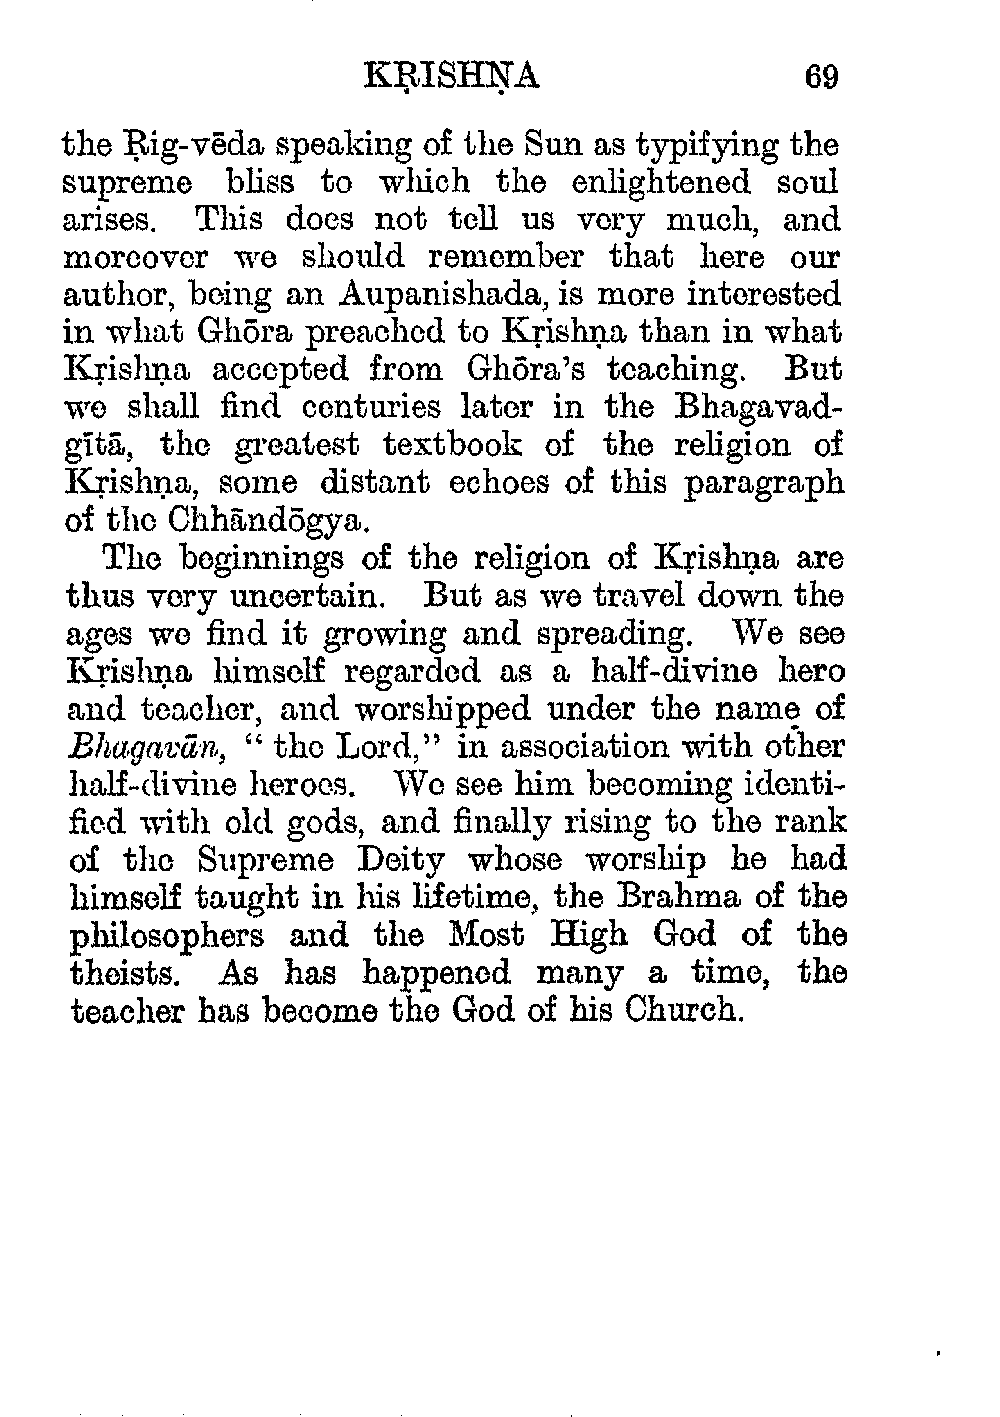 KṚISHṆA 69
the Ṛig-vēda speaking of the Sun as typifying the
supreme bliss to which the enlightened soul
arises. This does not tell us very much, and
moreover we should remember that here our
author, being an Aupanishada, is more interested
in what Ghōra preached to Kṛishṇa than in what
Kṛishṇa accepted from Ghōra's teaching. But
we shall find centuries later in the Bhagavad-
gītā, the greatest textbook of the religion of
Kṛishṇa, some distant echoes of this paragraph
of the Chhāndōgya.
The beginnings of the religion of Kṛishṇa are
thus very uncertain. But as we travel down the
ages we find it growing and spreading. We see
Kṛishṇa himself regarded as a half-divine hero
and teacher, and worshipped under the name of
Bhagavān, " the Lord," in association with other
half-divine heroes. We see him becoming identi-
fied with old gods, and finally rising to the rank
of the Supreme Deity whose worship he had
himself taught in his lifetime, the Brahma of the
philosophers and the Most High God of the
theists. As has happened many a time, the
teacher has become the God of his Church.